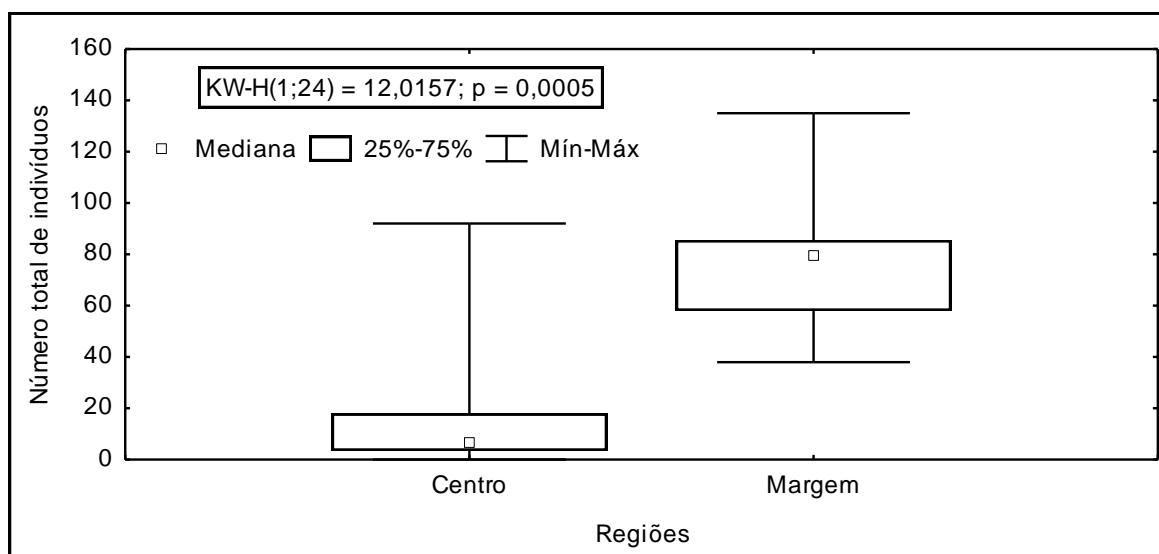 Número total de indivíduos
160
140
120
100
80
60
40
20
0
KW-H(1;24) = 12,0157; p = 0,0005
Mediana 25%-75% Mín-Máx
Centro Margem
Regiões